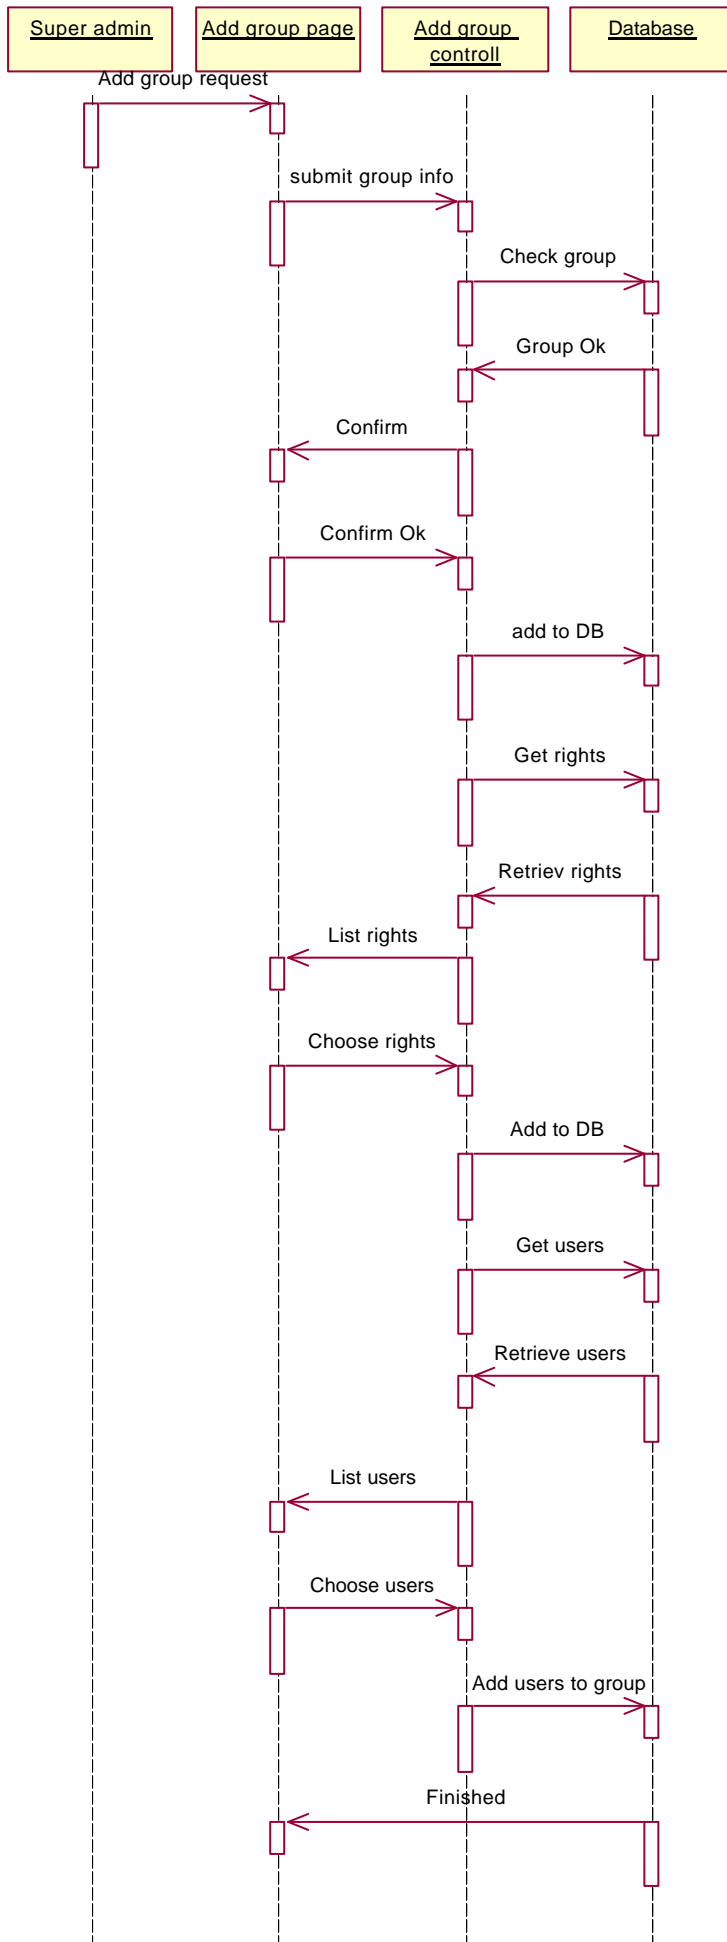 Super admin
Add group page
Add group
controll
Database
Add group request
submit group info
Check group
Group Ok
Confirm
Confirm Ok
add to DB
Get rights
Retriev rights
List rights
Choose rights
Add to DB
Get users
Retrieve users
List users
Choose users
Add users to group
Finished